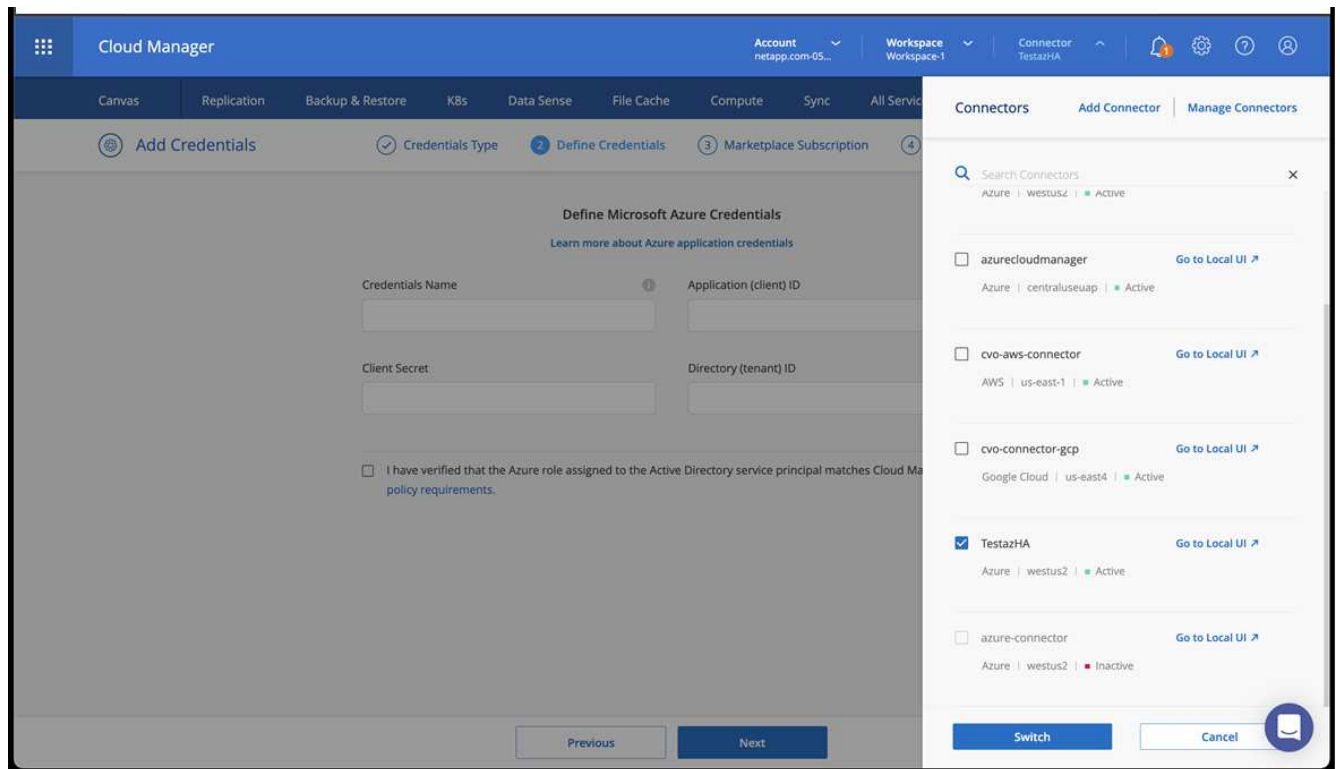 Cloud Manager
Account
netapp.com-05...
Workspace
Workspace-1
Connector
TestazHA
1
Canvas
Replication
Backup & Restore
K8s
Data Sense
File Cache
Compute
Sync
All Servic
Add Credentials
Credentials Type
2 Define Credentials
3 Marketplace Subscription
4
Define Microsoft Azure Credentials
Learn more about Azure application credentials
Credentials Name
Application (client) ID
Client Secret
Directory (tenant) ID
I have verified that the Azure role assigned to the Active Directory service principal matches Cloud Ma
policy requirements.
Previous
Next
Connectors
Add Connector
Manage Connectors
Search Connectors
Azure | westus2 | Active
azurecloudmanager
Go to Local UI
Azure | centraluseuap | Active
cvo-aws-connector
Go to Local UI
AWS | us-east-1 | Active
cvo-connector-gcp
Go to Local UI
Google Cloud | us-east4 | Active
TestazHA
Go to Local UI
Azure | westus2 | Active
azure-connector
Go to Local UI
Azure | westus2 | Inactive
Switch
Cancel